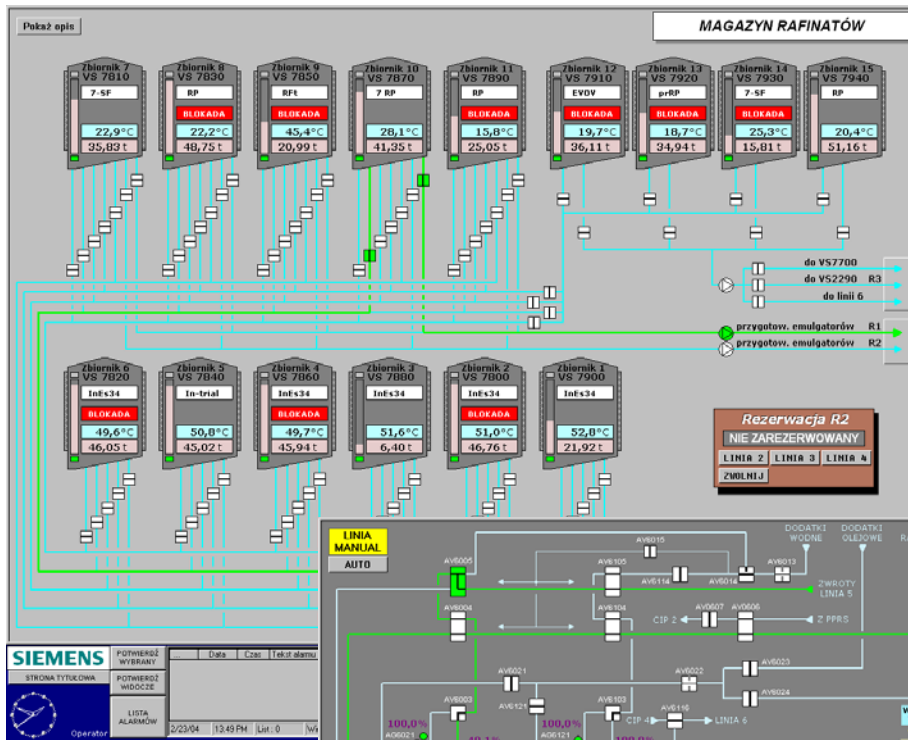 Pokaż opis
MAGAZYN RAFINATÓW
Zbiornik 7 Zbiornik 8 Zbiornik 9 Zbiornik 10 Zbiornik 11 Zbiornik 12 Zbiornik 13 Zbiornik 14 Zbiornik 15
VS 7810 VS 7830 VS 7850 VS 7870 VS 7890 VS 7910 VS 7920 VS 7930 VS 7940
7-SF RP RFt 7 RP RP EVOV prRP 7-SF RP
BLOKADA BLOKADA BLOKADA BLOKADA BLOKADA BLOKADA
22,9°C 22,2°C 45,4°C 28,1°C 15,8°C 19,7°C 18,7°C 25,3°C 20,4°C
35,83 t 48,75 t 20,99 t 41,35 t 25,05 t 36,11 t 34,94 t 15,81 t 51,16 t
do VS7700
do VS2290 R3
do linii 6
przygotow. emulgatorów R1
przygotow. emulgatorów R2
Zbiornik 6 Zbiornik 5 Zbiornik 4 Zbiornik 3 Zbiornik 2 Zbiornik 1
VS 7820 VS 7840 VS 7860 VS 7880 VS 7800 VS 7900
InEs34 In-trial InEs34 InEs34 InEs34 InEs34
BLOKADA BLOKADA BLOKADA
49,6°C 50,8°C 49,7°C 51,6°C 51,0°C 52,8°C
46,05 t 45,02 t 45,94 t 6,40 t 46,76 t 21,92 t
Rezerwacja R2
NIE ZAREZERWOWANY
LINIA 2 LINIA 3 LINIA 4
ZWOLNIJ
LINIA
MANUAL
AUTO
DODATKI
WODNE
DODATKI
OLEJOWE
AV6015
AV6005 AV6105 AV6114 AV6014 AV6013
ZWROTY
LINIA 5
AV6004 AV6104 CIP 2 AV0607 AV0606 Z PPRS
AV6021 AV6022 AV6023
AV6121 AV6024
AV6003 AV6103 AV6116
100,0% 100,0% CIP 4 LINIA 6
AG6021 AG6121 100,0%
SIEMENS
STRONA TYTUŁOWA
Operator
POTWIERDŹ
WYBRANY
POTWIERDŹ
WIDOCZE
LISTA
ALARMÓW
... Data Czas Tekst alarmu
2/23/04 13:49 PM List : 0